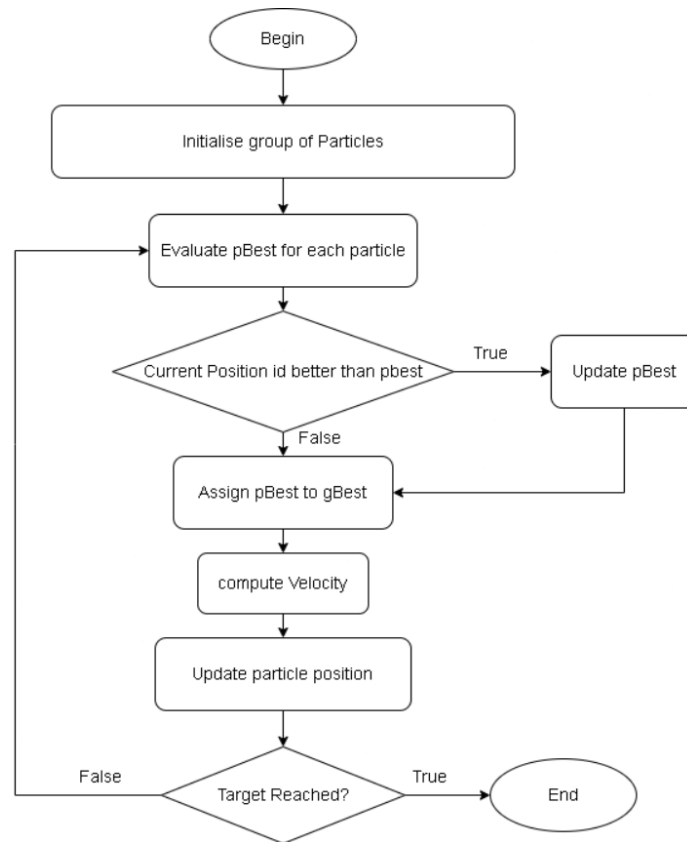 Begin
Initialise group of Particles
Evaluate pBest for each particle
Current Position id better than pbest
True
Update pBest
False
Assign pBest to gBest
compute Velocity
Update particle position
False
Target Reached?
True
End